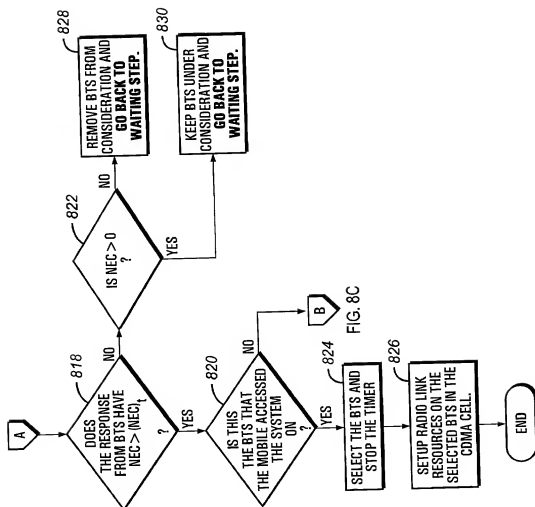 A
818
DOES
THE RESPONSE
FROM BTS HAVE
NEC > (NEC)t
?
NO
YES
822
IS NEC > 0
?
NO
YES
828
REMOVE BTS FROM
CONSIDERATION AND
GO BACK TO
WAITING STEP.
830
KEEP BTS UNDER
CONSIDERATION AND
GO BACK TO
WAITING STEP.
820
IS THIS
THE BTS THAT
THE MOBILE ACCESSED
THE SYSTEM
ON
?
NO
YES
B
FIG. 8C
824
SELECT THE BTS AND
STOP THE TIMER
826
SETUP RADIO LINK
RESOURCES ON THE
SELECTED BTS IN THE
CDMA CELL.
END